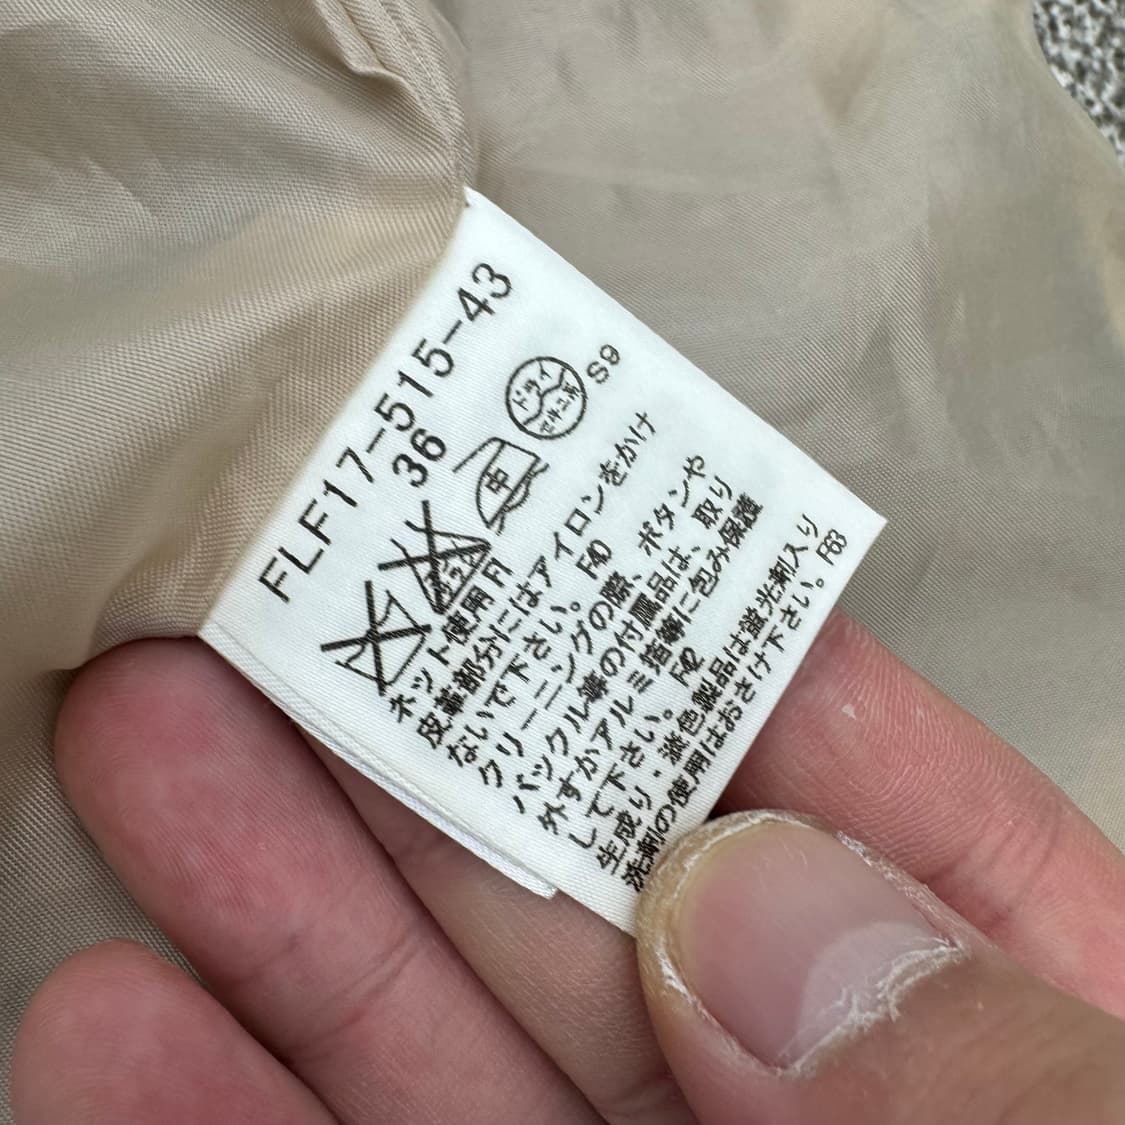 FLF17-515-43
36
ドライ
セキユ系
S9
中
ネット使用
皮革部分にはアイロンをかけ
ないで下さい。 F40
クリーニングの際、ボタンや
バックル等の付属品は、取り
外すかアルミ箔等に包み保護
して下さい。 F42
生成り・淡色製品は蛍光剤入り
洗剤の使用はおさけ下さい。 F63